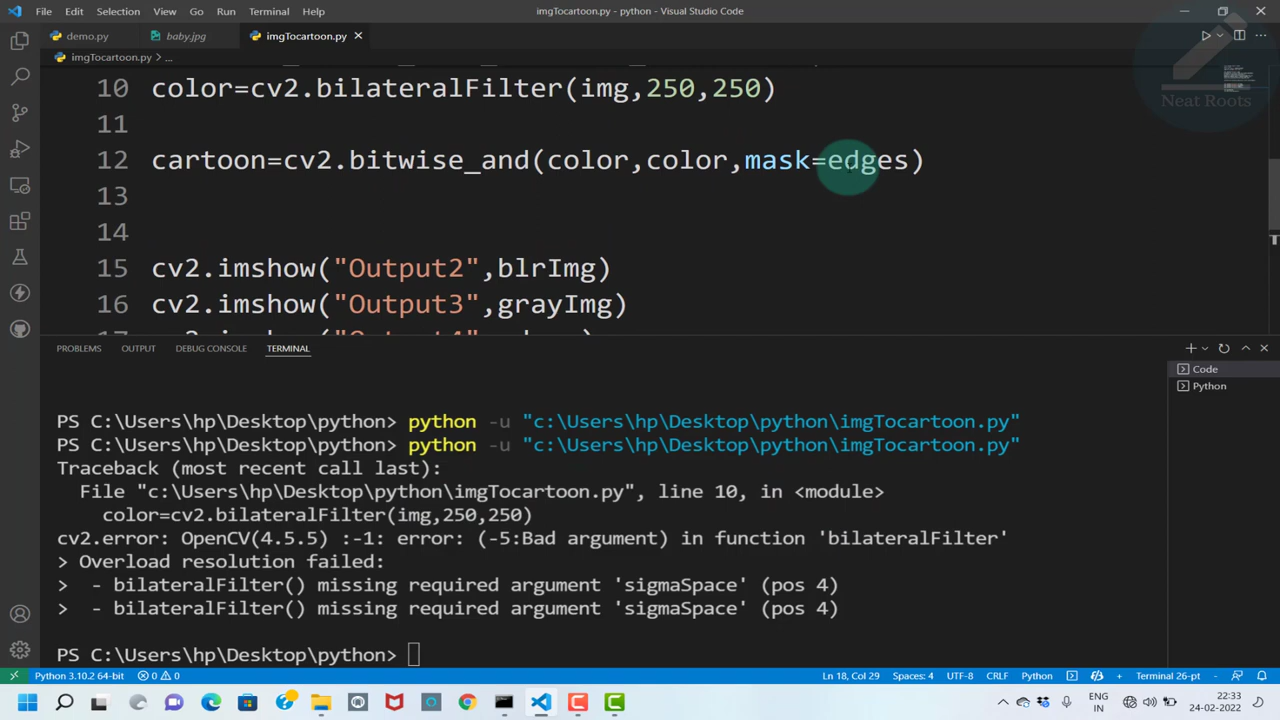 File Edit Selection View Go Run Terminal Help imgTocartoon.py - python - Visual Studio Code
demo.py baby.jpg imgTocartoon.py
imgTocartoon.py > ...
Neat Roots
10 color=cv2.bilateralFilter(img,250,250)
11
12 cartoon=cv2.bitwise_and(color,color,mask=edges)
13
14
15 cv2.imshow("Output2",blrImg)
16 cv2.imshow("Output3",grayImg)
PROBLEMS OUTPUT DEBUG CONSOLE TERMINAL
Code
Python
PS C:\Users\hp\Desktop\python> python -u "c:\Users\hp\Desktop\python\imgTocartoon.py"
PS C:\Users\hp\Desktop\python> python -u "c:\Users\hp\Desktop\python\imgTocartoon.py"
Traceback (most recent call last):
File "c:\Users\hp\Desktop\python\imgTocartoon.py", line 10, in <module>
color=cv2.bilateralFilter(img,250,250)
cv2.error: OpenCV(4.5.5) :-1: error: (-5:Bad argument) in function 'bilateralFilter'
> Overload resolution failed:
> - bilateralFilter() missing required argument 'sigmaSpace' (pos 4)
> - bilateralFilter() missing required argument 'sigmaSpace' (pos 4)
PS C:\Users\hp\Desktop\python>
Python 3.10.2 64-bit 0 0 Ln 18, Col 29 Spaces: 4 UTF-8 CRLF Python Terminal 26-pt
ENG
IN
22:33
24-02-2022